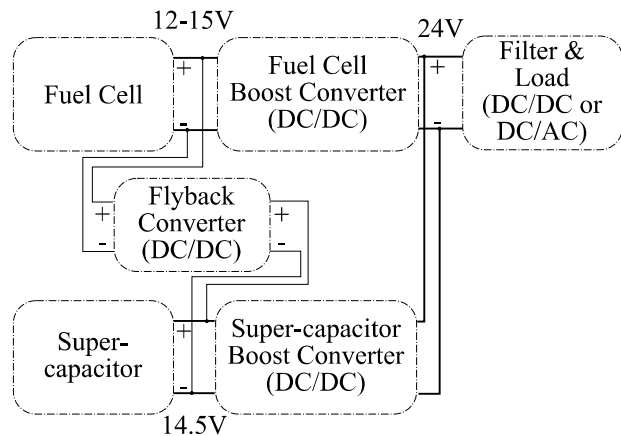 12-15V
24V
Fuel Cell
+
-
Fuel Cell
Boost Converter
(DC/DC)
+
-
Filter &
Load
(DC/DC or
DC/AC)
+
-
Flyback
Converter
(DC/DC)
+
-
Super-
capacitor
+
-
Super-capacitor
Boost Converter
(DC/DC)
14.5V